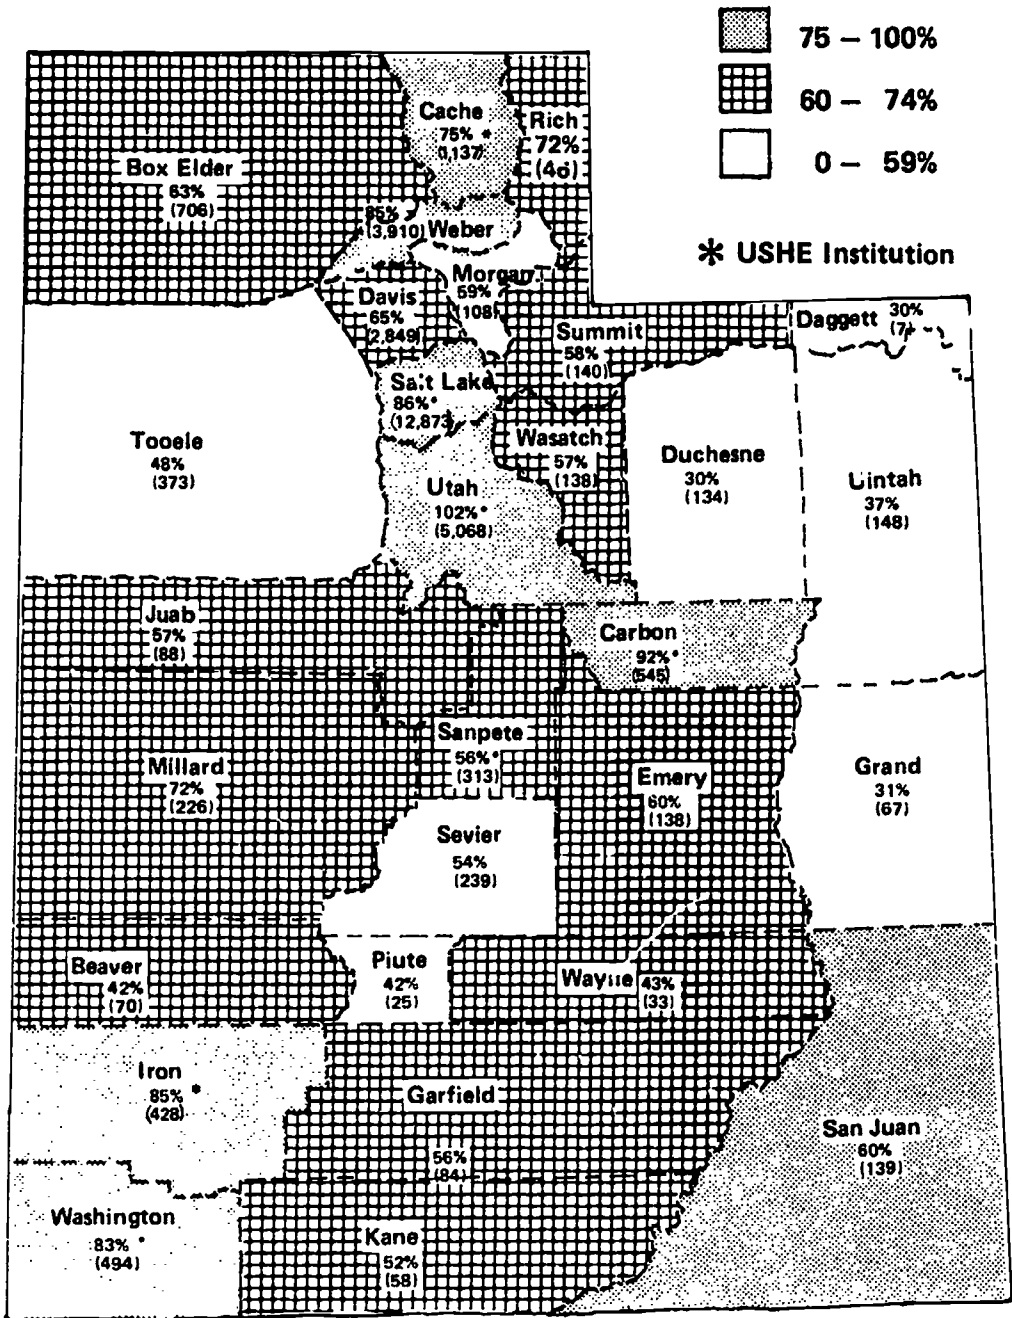 75 – 100%
60 – 74%
0 – 59%
* USHE Institution
Cache
75% *
Rich
72%
Box Elder
63%
(706)
85%
(3,910)
Weber
Morgan
59%
(108)
Davis
65%
(2,849)
Summit
58%
(140)
Daggett 30%
(7)
Salt Lake
86%*
(12,873)
Wasatch
57%
(138)
Tooele
48%
(373)
Utah
102%*
(5,068)
Duchesne
30%
(134)
Uintah
37%
(148)
Juab
57%
(88)
Carbon
92%*
(545)
Sanpete
56%*
(313)
Millard
72%
(226)
Emery
60%
(138)
Grand
31%
(67)
Sevier
54%
(239)
Beaver
42%
(70)
Piute
42%
(25)
Wayne 43%
(33)
Iron
85% *
(428)
Garfield
56%
(84)
San Juan
60%
(139)
Washington
83% *
(494)
Kane
52%
(58)